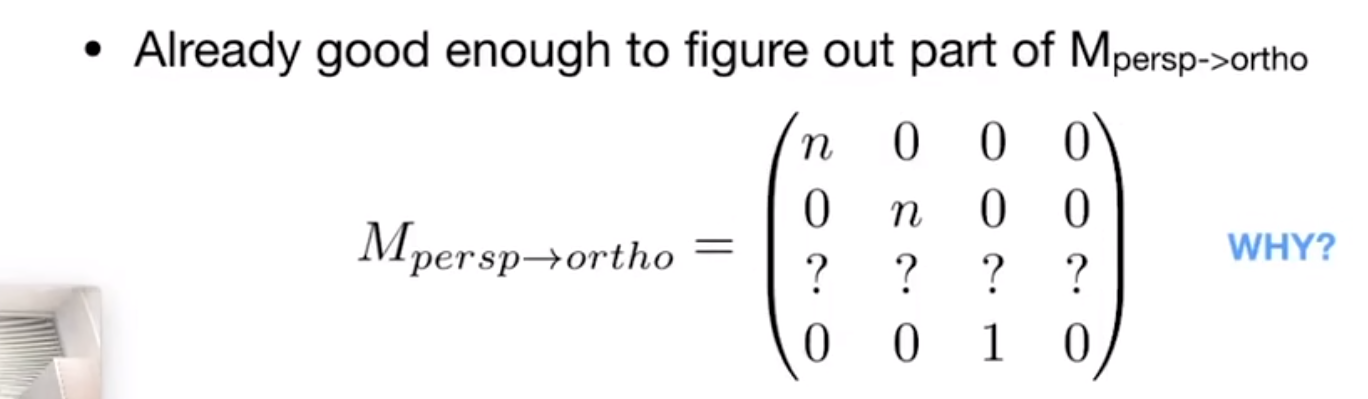 • Already good enough to figure out part of Mpersp->ortho
n 0 0 0
0 n 0 0
Mpersp→ortho = WHY?
? ? ? ?
0 0 1 0